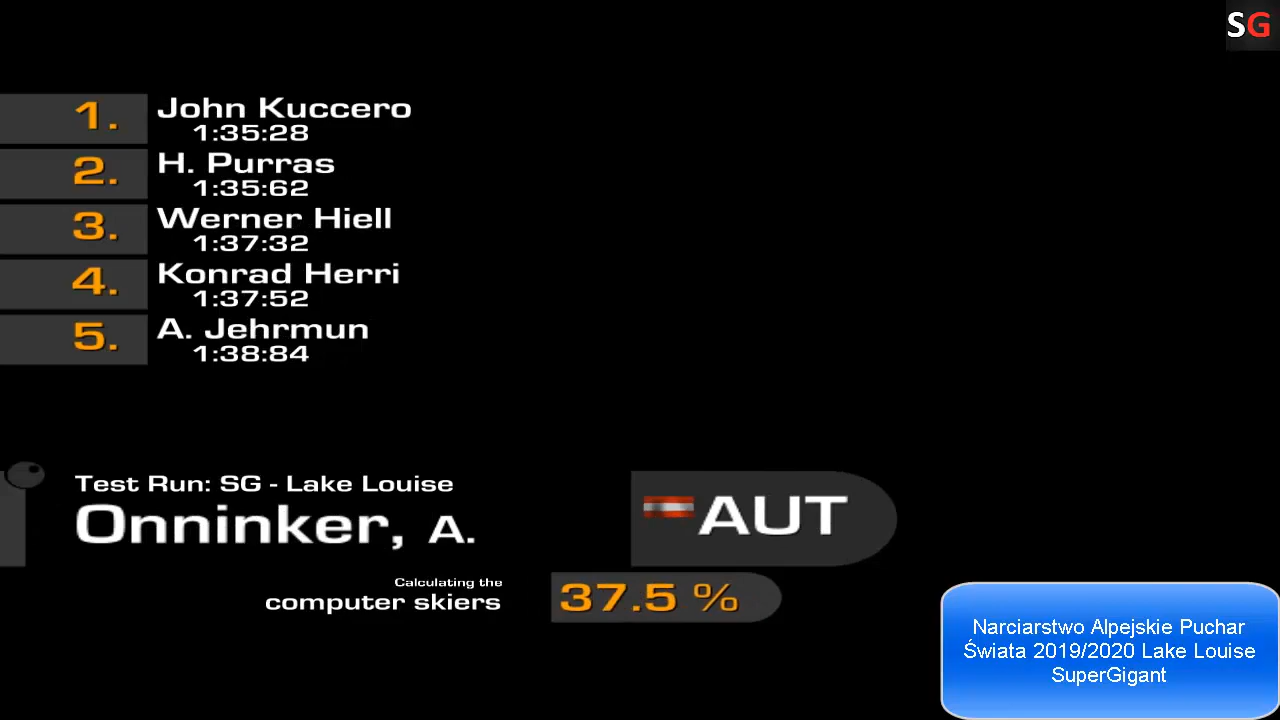 SG
1. John Kuccero
1:35:28
2. H. Purras
1:35:62
3. Werner Hiell
1:37:32
4. Konrad Herri
1:37:52
5. A. Jehrmun
1:38:84
Test Run: SG - Lake Louise
Onninker, A.
AUT
Calculating the
computer skiers
37.5 %
Narciarstwo Alpejskie Puchar
Świata 2019/2020 Lake Louise
SuperGigant